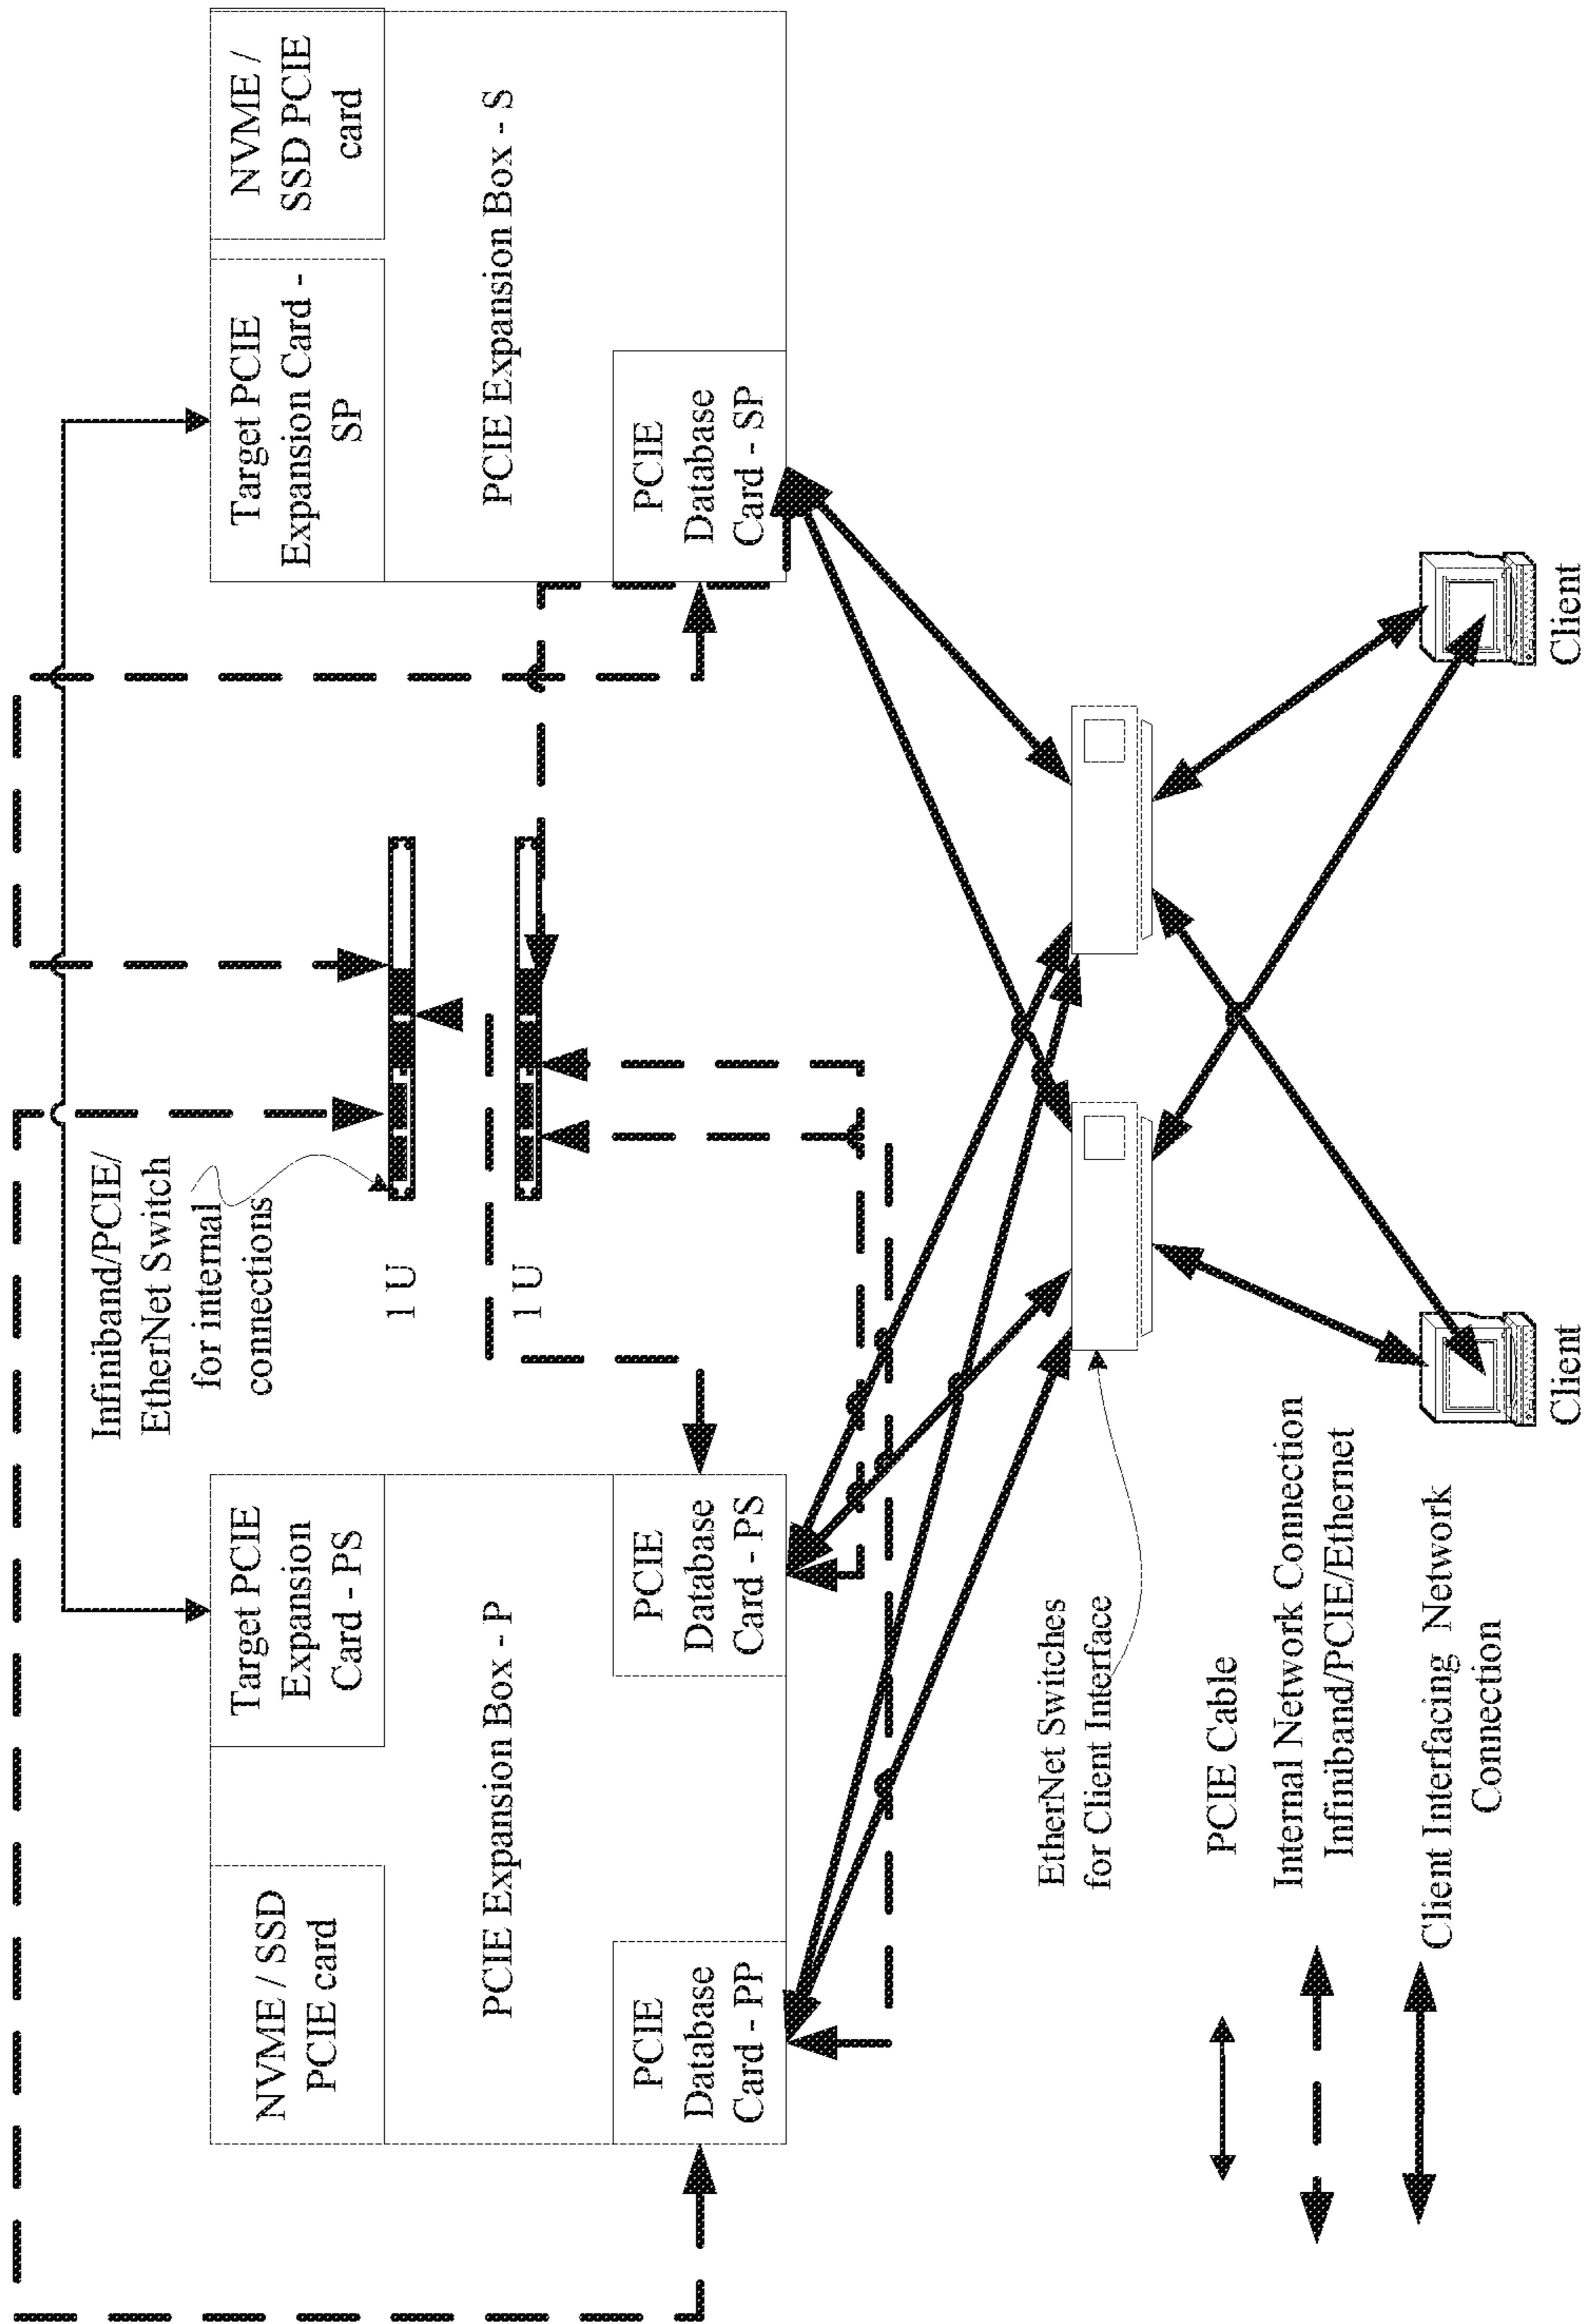 NVME / SSD
PCIE card
Target PCIE
Expansion
Card - PS
PCIE Expansion Box - P
PCIE
Database
Card - PP
PCIE
Database
Card - PS
Infiniband/PCIE/
EtherNet Switch
for internal
connections
1 U
1 U
Target PCIE
Expansion Card -
SP
NVME /
SSD PCIE
card
PCIE Expansion Box - S
PCIE
Database
Card - SP
EtherNet Switches
for Client Interface
PCIE Cable
Internal Network Connection
Infiniband/PCIE/Ethernet
Client Interfacing Network
Connection
Client
Client